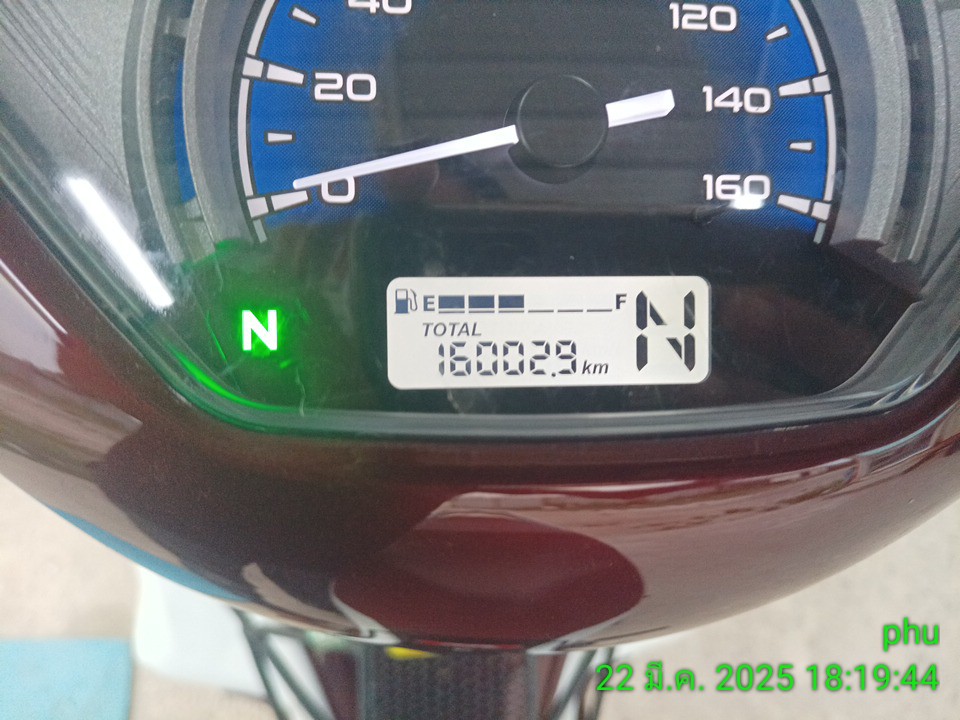 40
120
20
140
0
160
E F
TOTAL
N
N
16002.9 km
phu
22 มี.ค. 2025 18:19:44